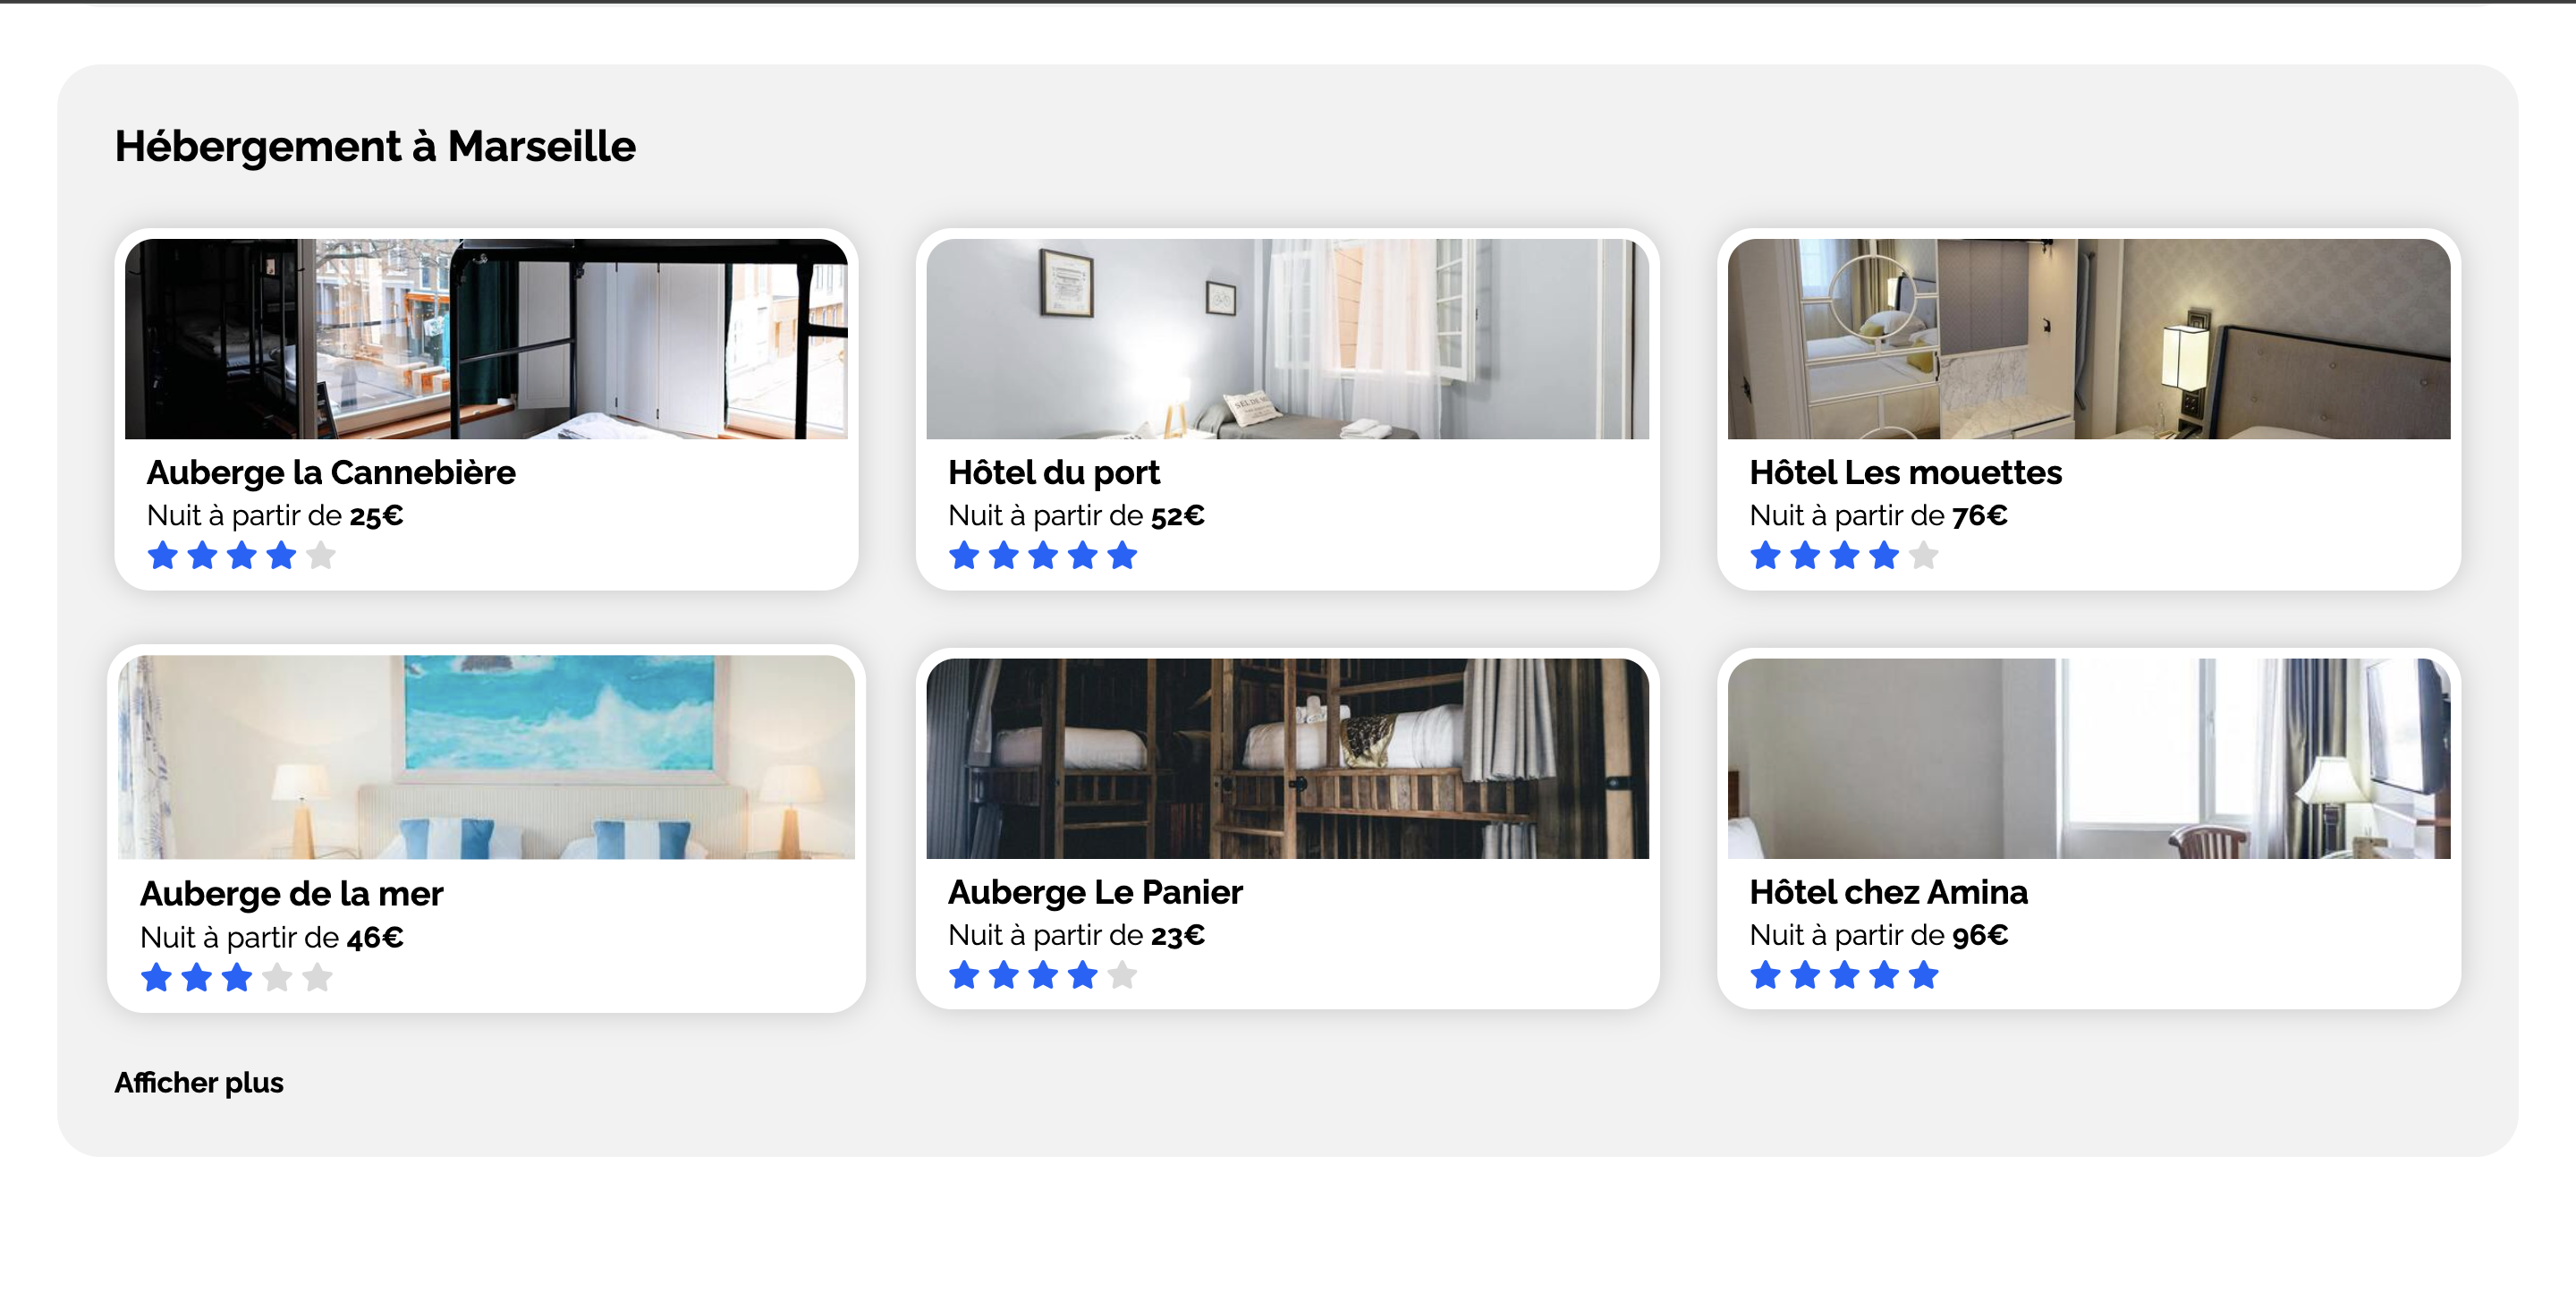 Hébergement à Marseille
Auberge la Cannebière
Nuit à partir de 25€
Hôtel du port
Nuit à partir de 52€
Hôtel Les mouettes
Nuit à partir de 76€
Auberge de la mer
Nuit à partir de 46€
Auberge Le Panier
Nuit à partir de 23€
Hôtel chez Amina
Nuit à partir de 96€
Afficher plus